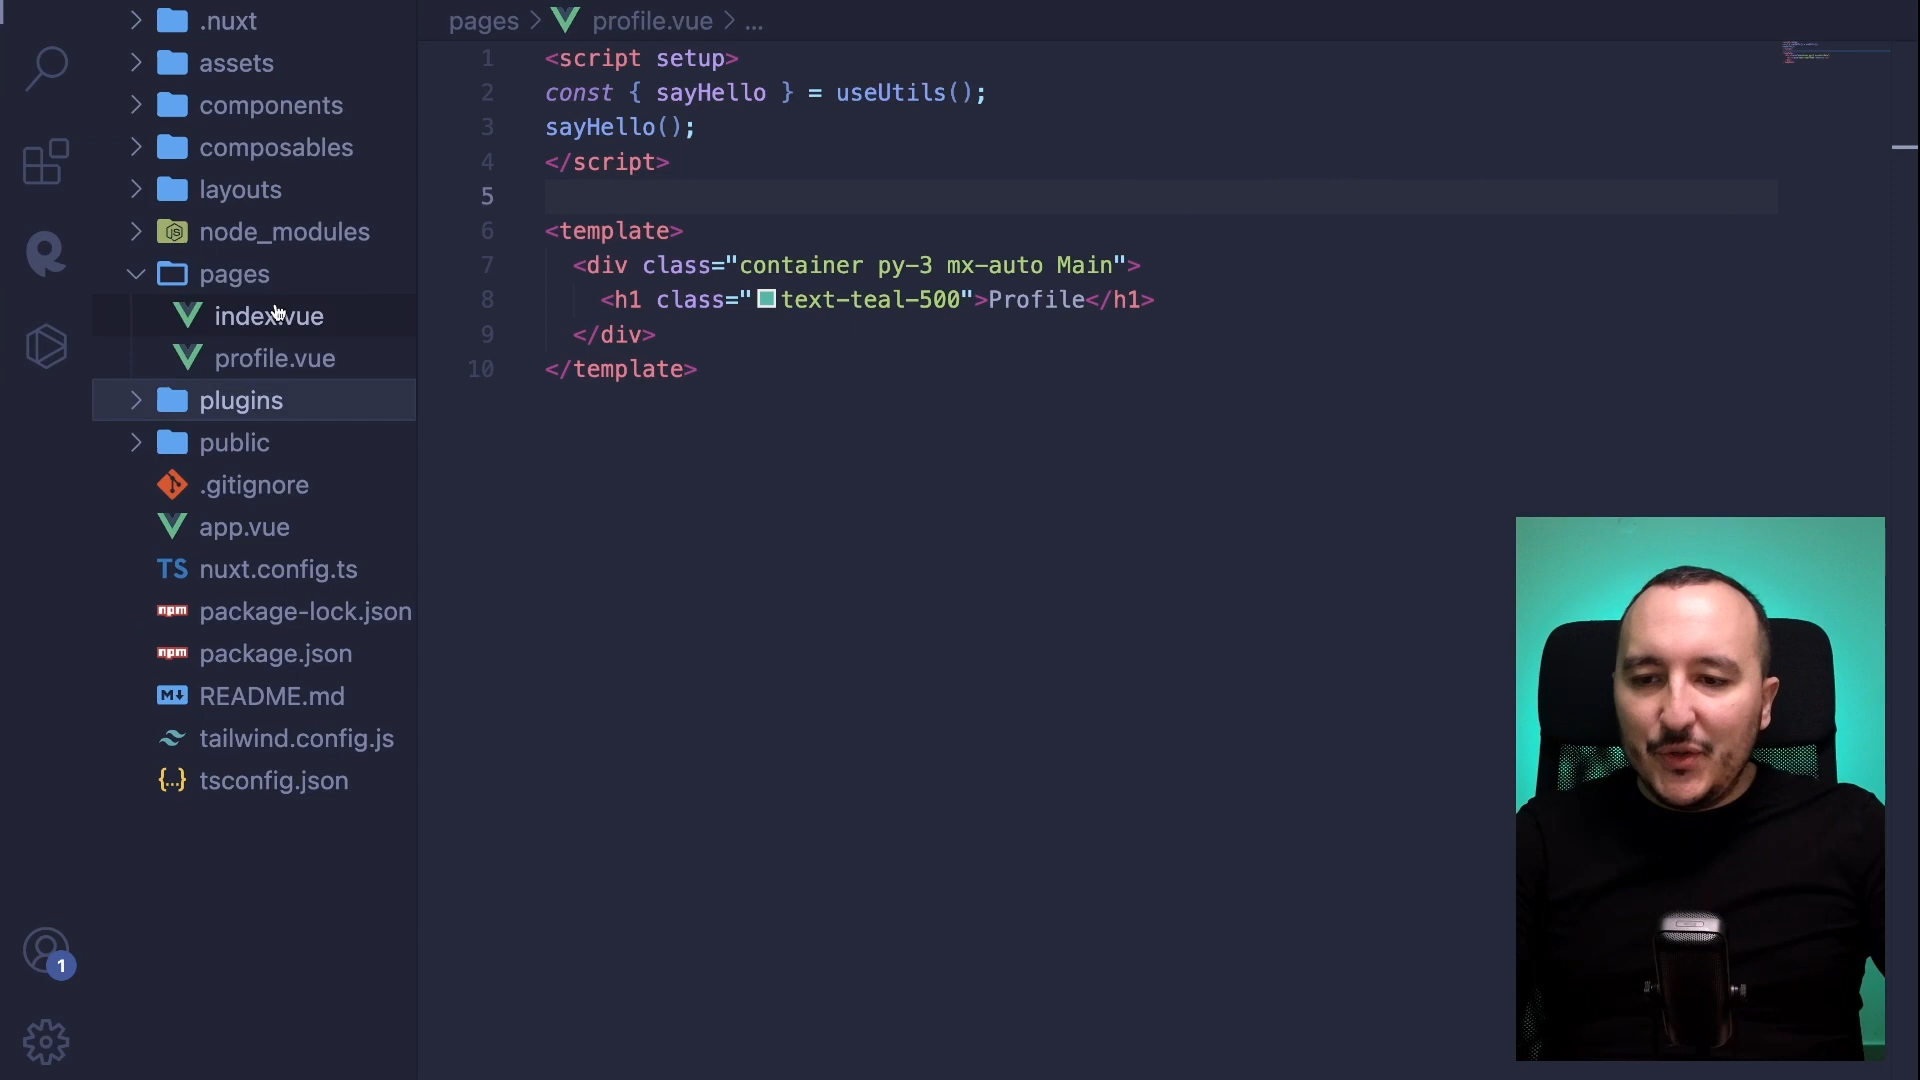 .nuxt
assets
components
composables
layouts
node_modules
pages
index.vue
profile.vue
plugins
public
.gitignore
app.vue
TS nuxt.config.ts
npm package-lock.json
npm package.json
M README.md
tailwind.config.js
{...} tsconfig.json
1
pages > profile.vue > ...
1 <script setup>
2 const { sayHello } = useUtils();
3 sayHello();
4 </script>
5
6 <template>
7 <div class="container py-3 mx-auto Main">
8 <h1 class="text-teal-500">Profile</h1>
9 </div>
10 </template>